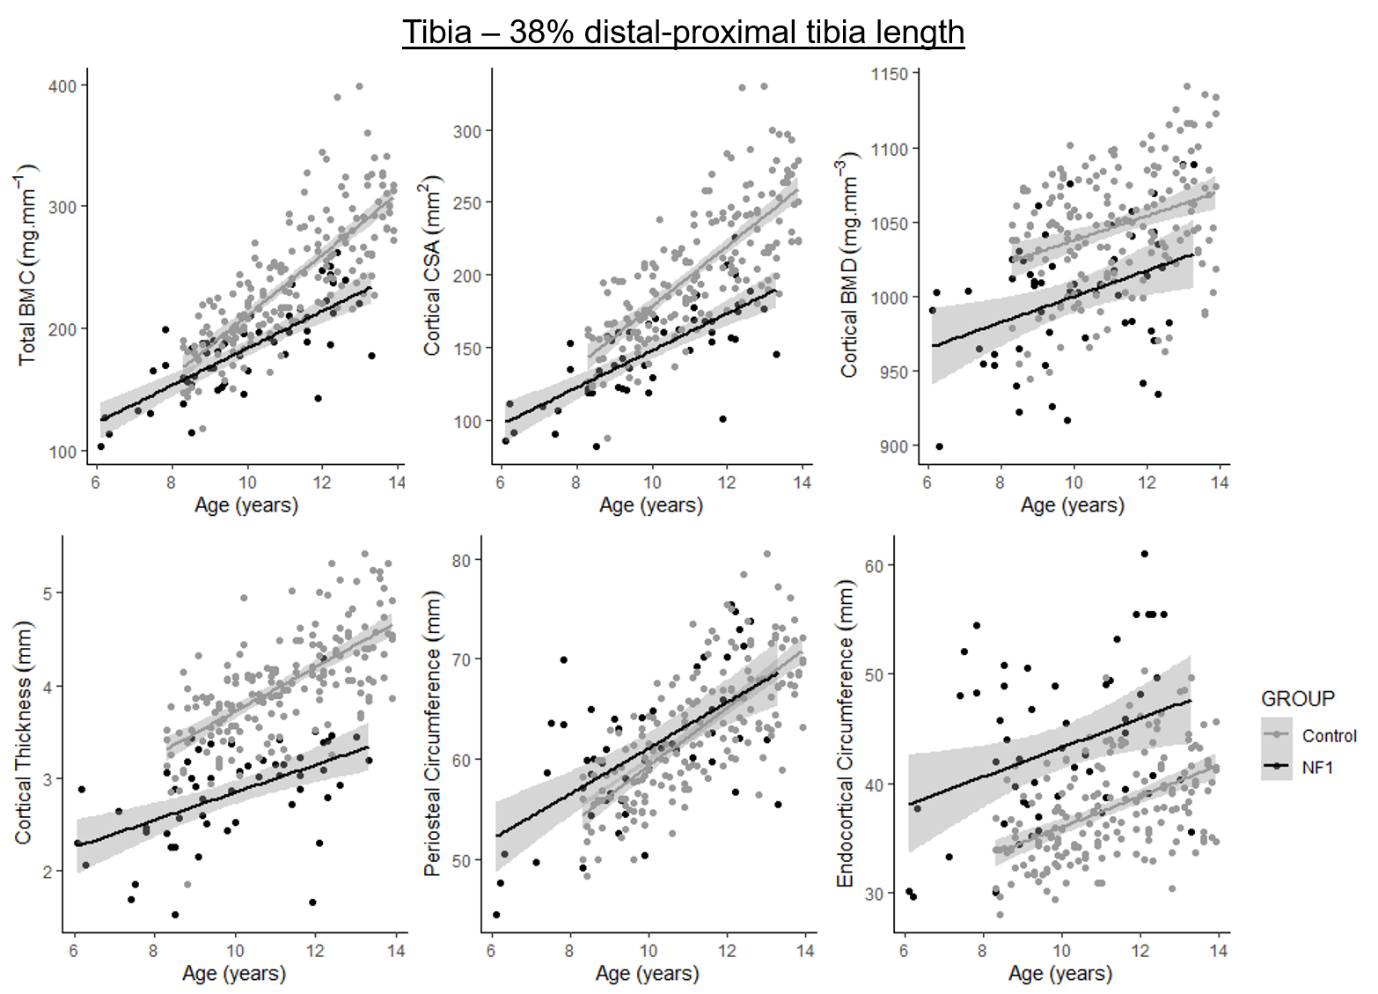 Tibia – 38% distal-proximal tibia length
Total BMC (mg.mm⁻¹)
400
300
200
100
6 8 10 12 14
Age (years)
Cortical CSA (mm²)
300
250
200
150
100
6 8 10 12 14
Age (years)
Cortical BMD (mg.mm⁻³)
1150
1100
1050
1000
950
900
6 8 10 12 14
Age (years)
Cortical Thickness (mm)
5
4
3
2
6 8 10 12 14
Age (years)
Periosteal Circumference (mm)
80
70
60
50
6 8 10 12 14
Age (years)
Endocortical Circumference (mm)
60
50
40
30
6 8 10 12 14
Age (years)
GROUP
Control
NF1